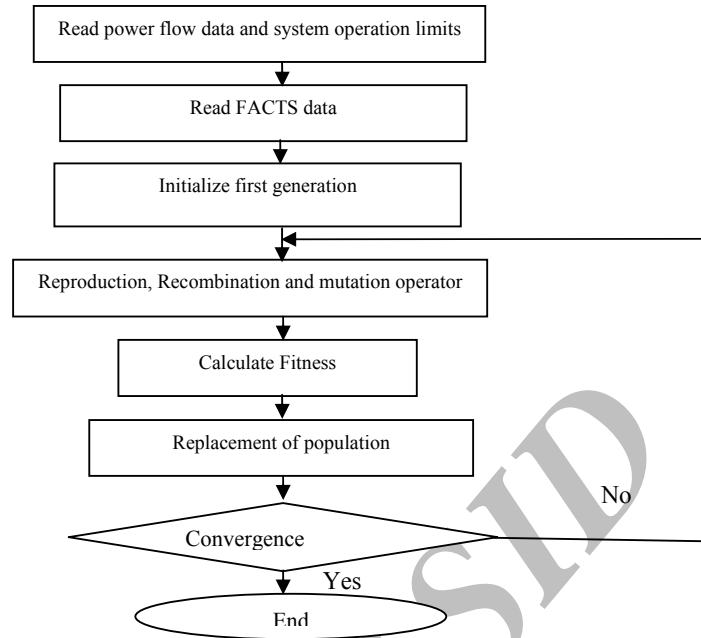 Read power flow data and system operation limits
Read FACTS data
Initialize first generation
Reproduction, Recombination and mutation operator
Calculate Fitness
Replacement of population
Convergence
No
Yes
End
SID